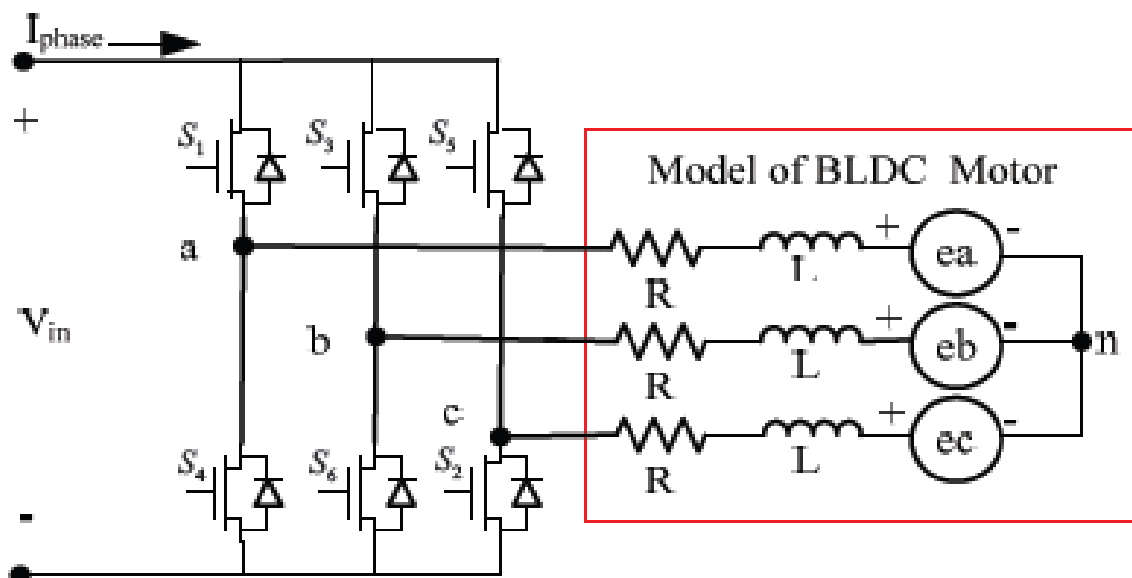 Iphase
+
S1
S3
S5
Model of BLDC Motor
a
R
L
+
ea
-
Vin
b
R
L
+
eb
-
n
c
R
L
+
ec
-
S4
S6
S2
-